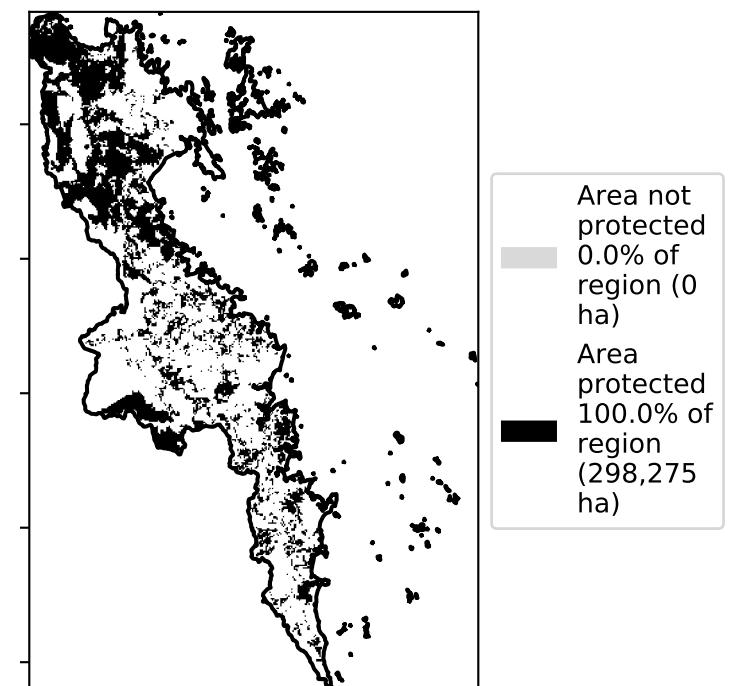 Area not
protected
0.0% of
region (0
ha)
Area
protected
100.0% of
region
(298,275
ha)